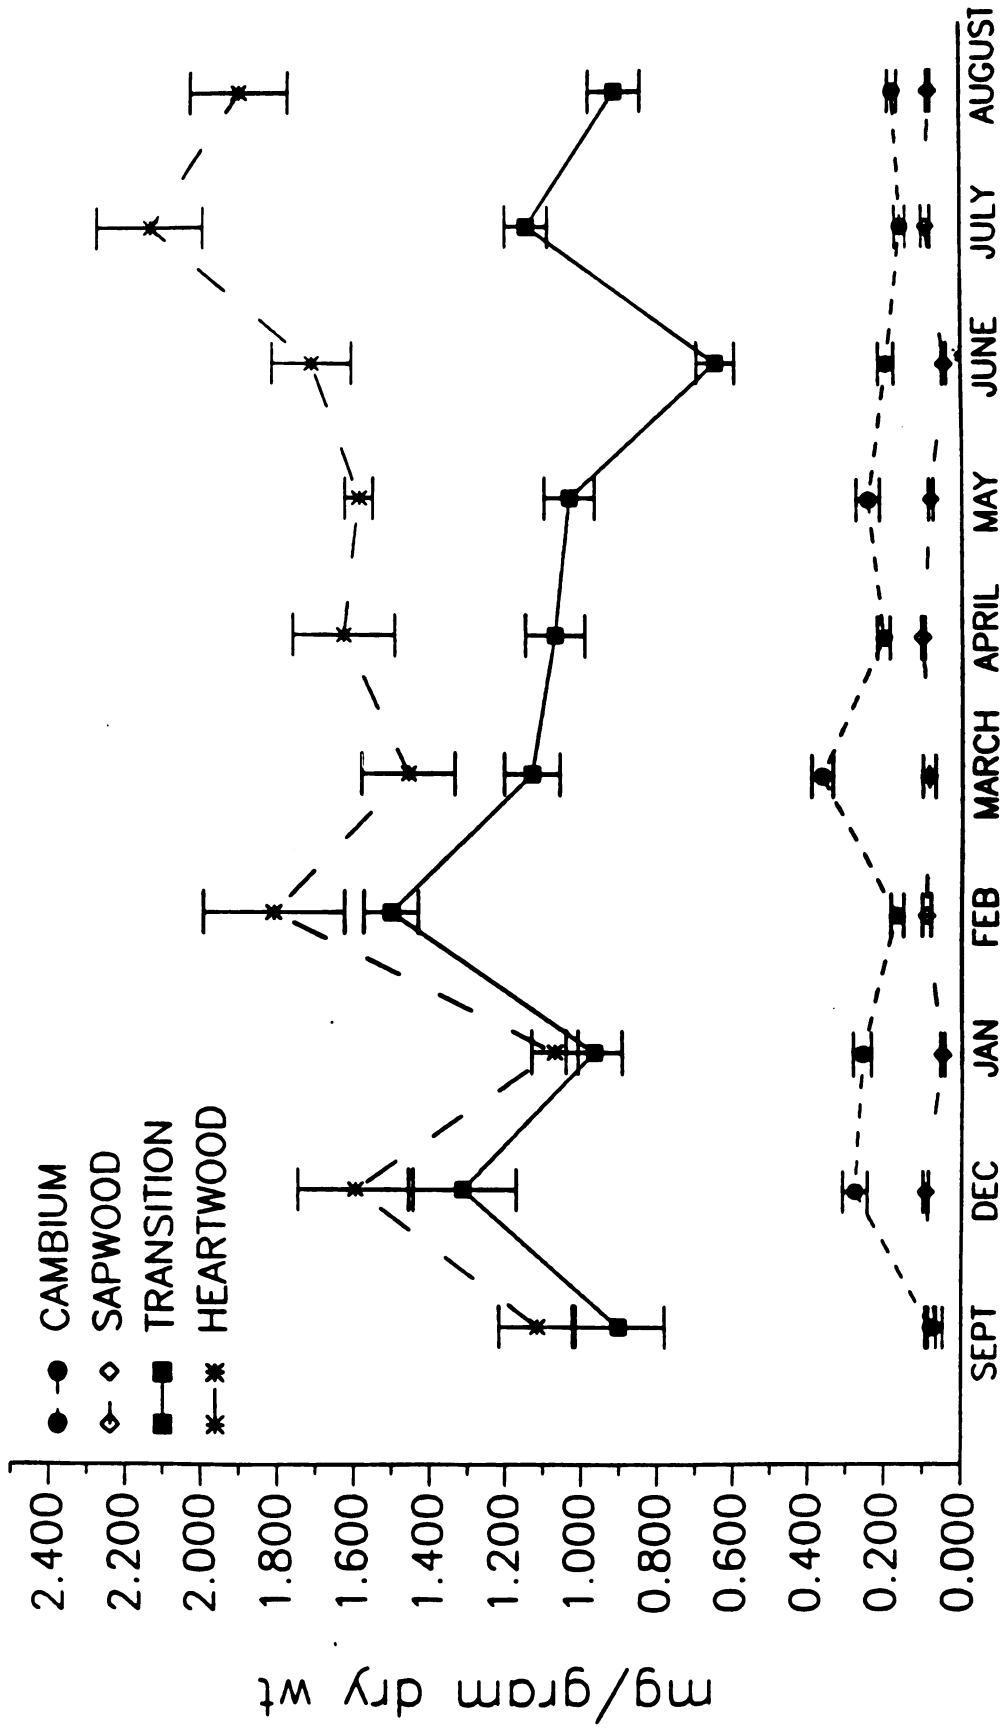 CAMBIUM
SAPWOOD
TRANSITION
HEARTWOOD
mg/gram dry wt
2.400
2.200
2.000
1.800
1.600
1.400
1.200
1.000
0.800
0.600
0.400
0.200
0.000
SEPT DEC JAN FEB MARCH APRIL MAY JUNE JULY AUGUST